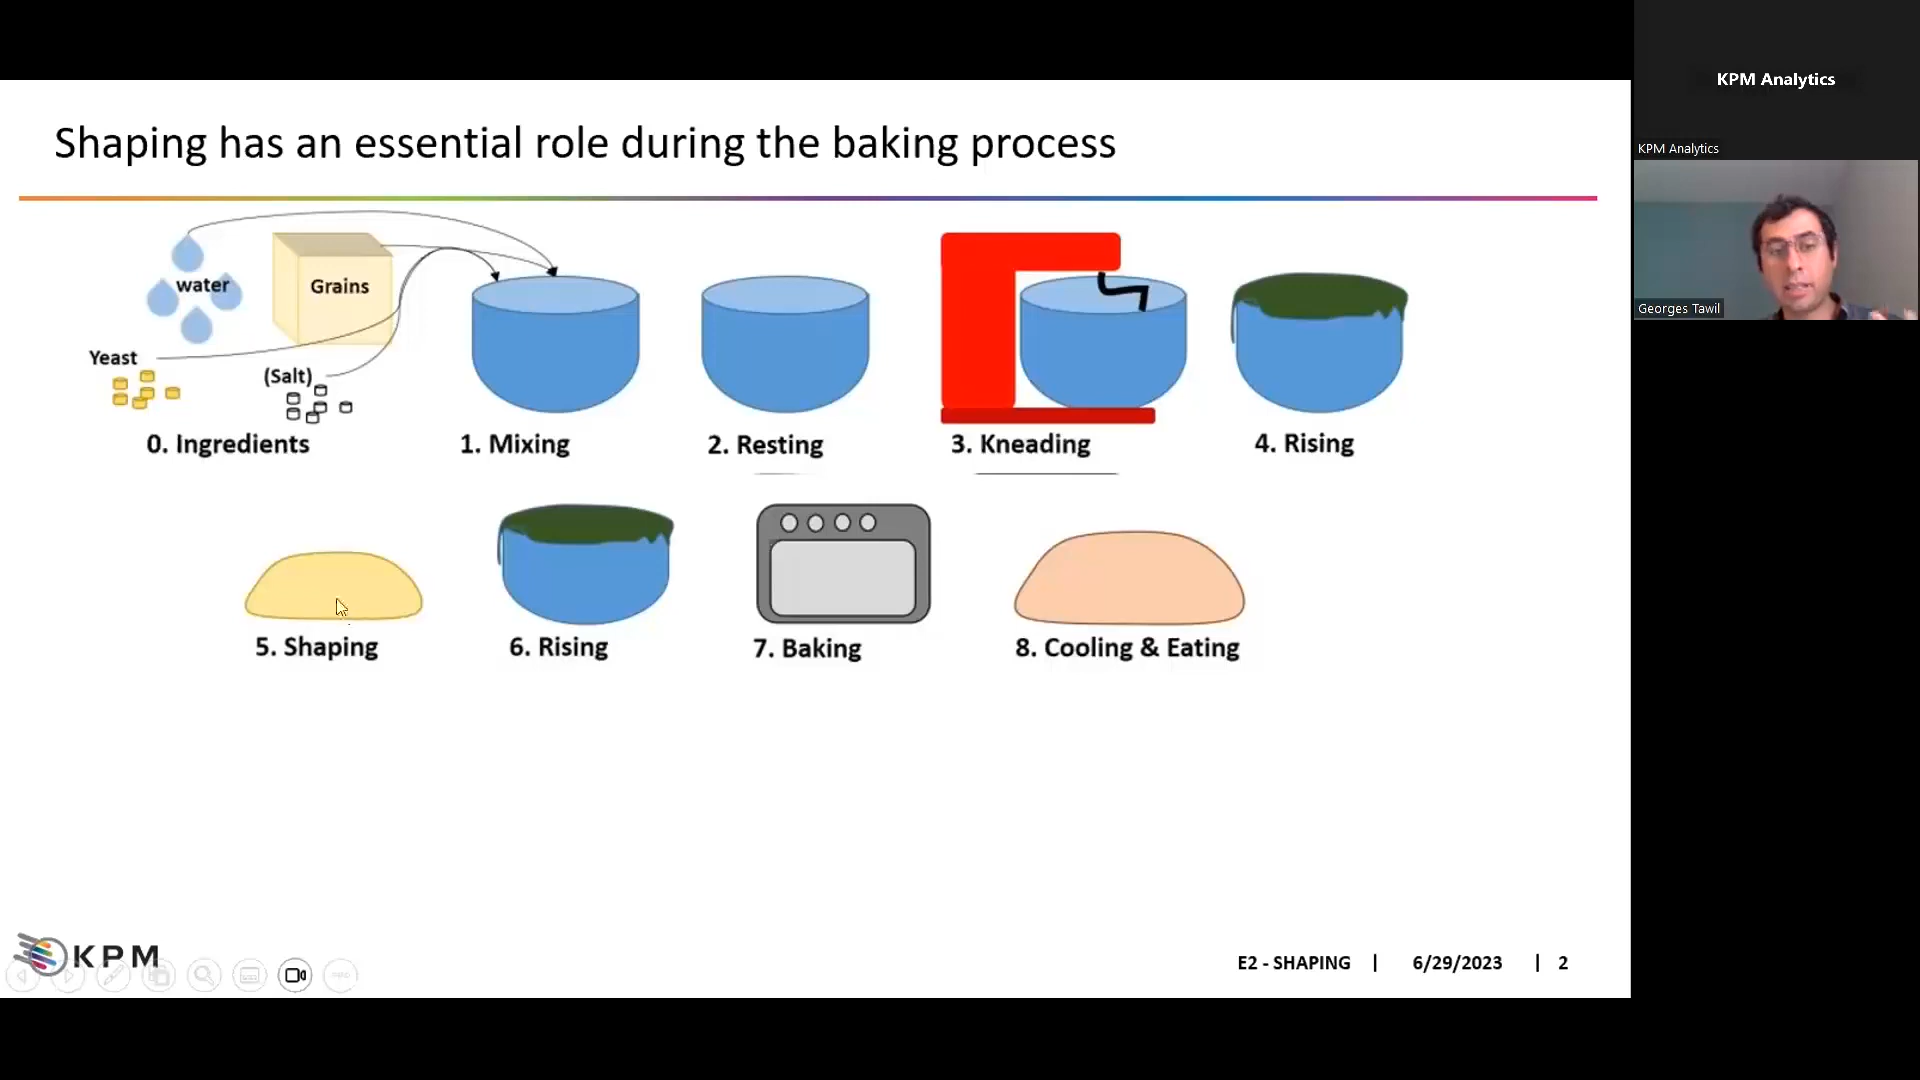 Shaping has an essential role during the baking process
water
Grains
Yeast
(Salt)
0. Ingredients
1. Mixing
2. Resting
3. Kneading
4. Rising
5. Shaping
6. Rising
7. Baking
8. Cooling & Eating
KPM
E2 - SHAPING | 6/29/2023 | 2
KPM Analytics
KPM Analytics
Georges Tawil